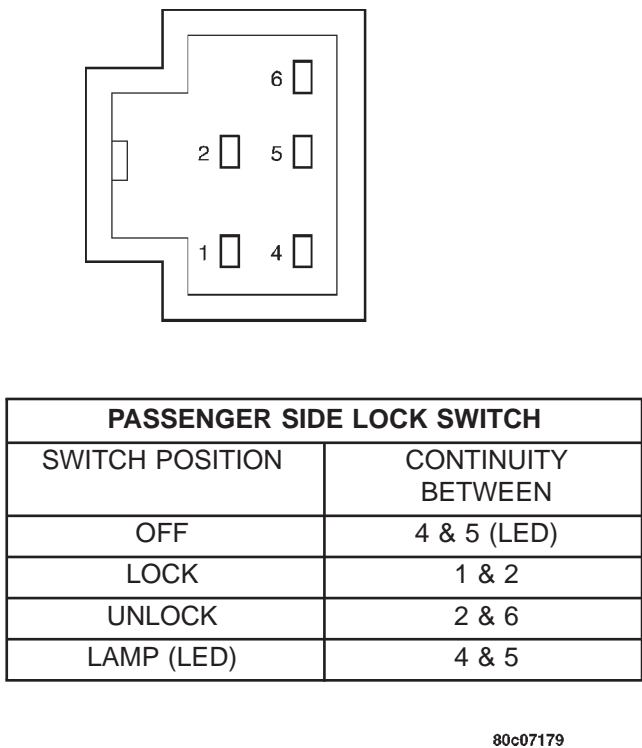 6
2 5
1 4
PASSENGER SIDE LOCK SWITCH
SWITCH POSITION CONTINUITY
BETWEEN
OFF 4 & 5 (LED)
LOCK 1 & 2
UNLOCK 2 & 6
LAMP (LED) 4 & 5
80c07179